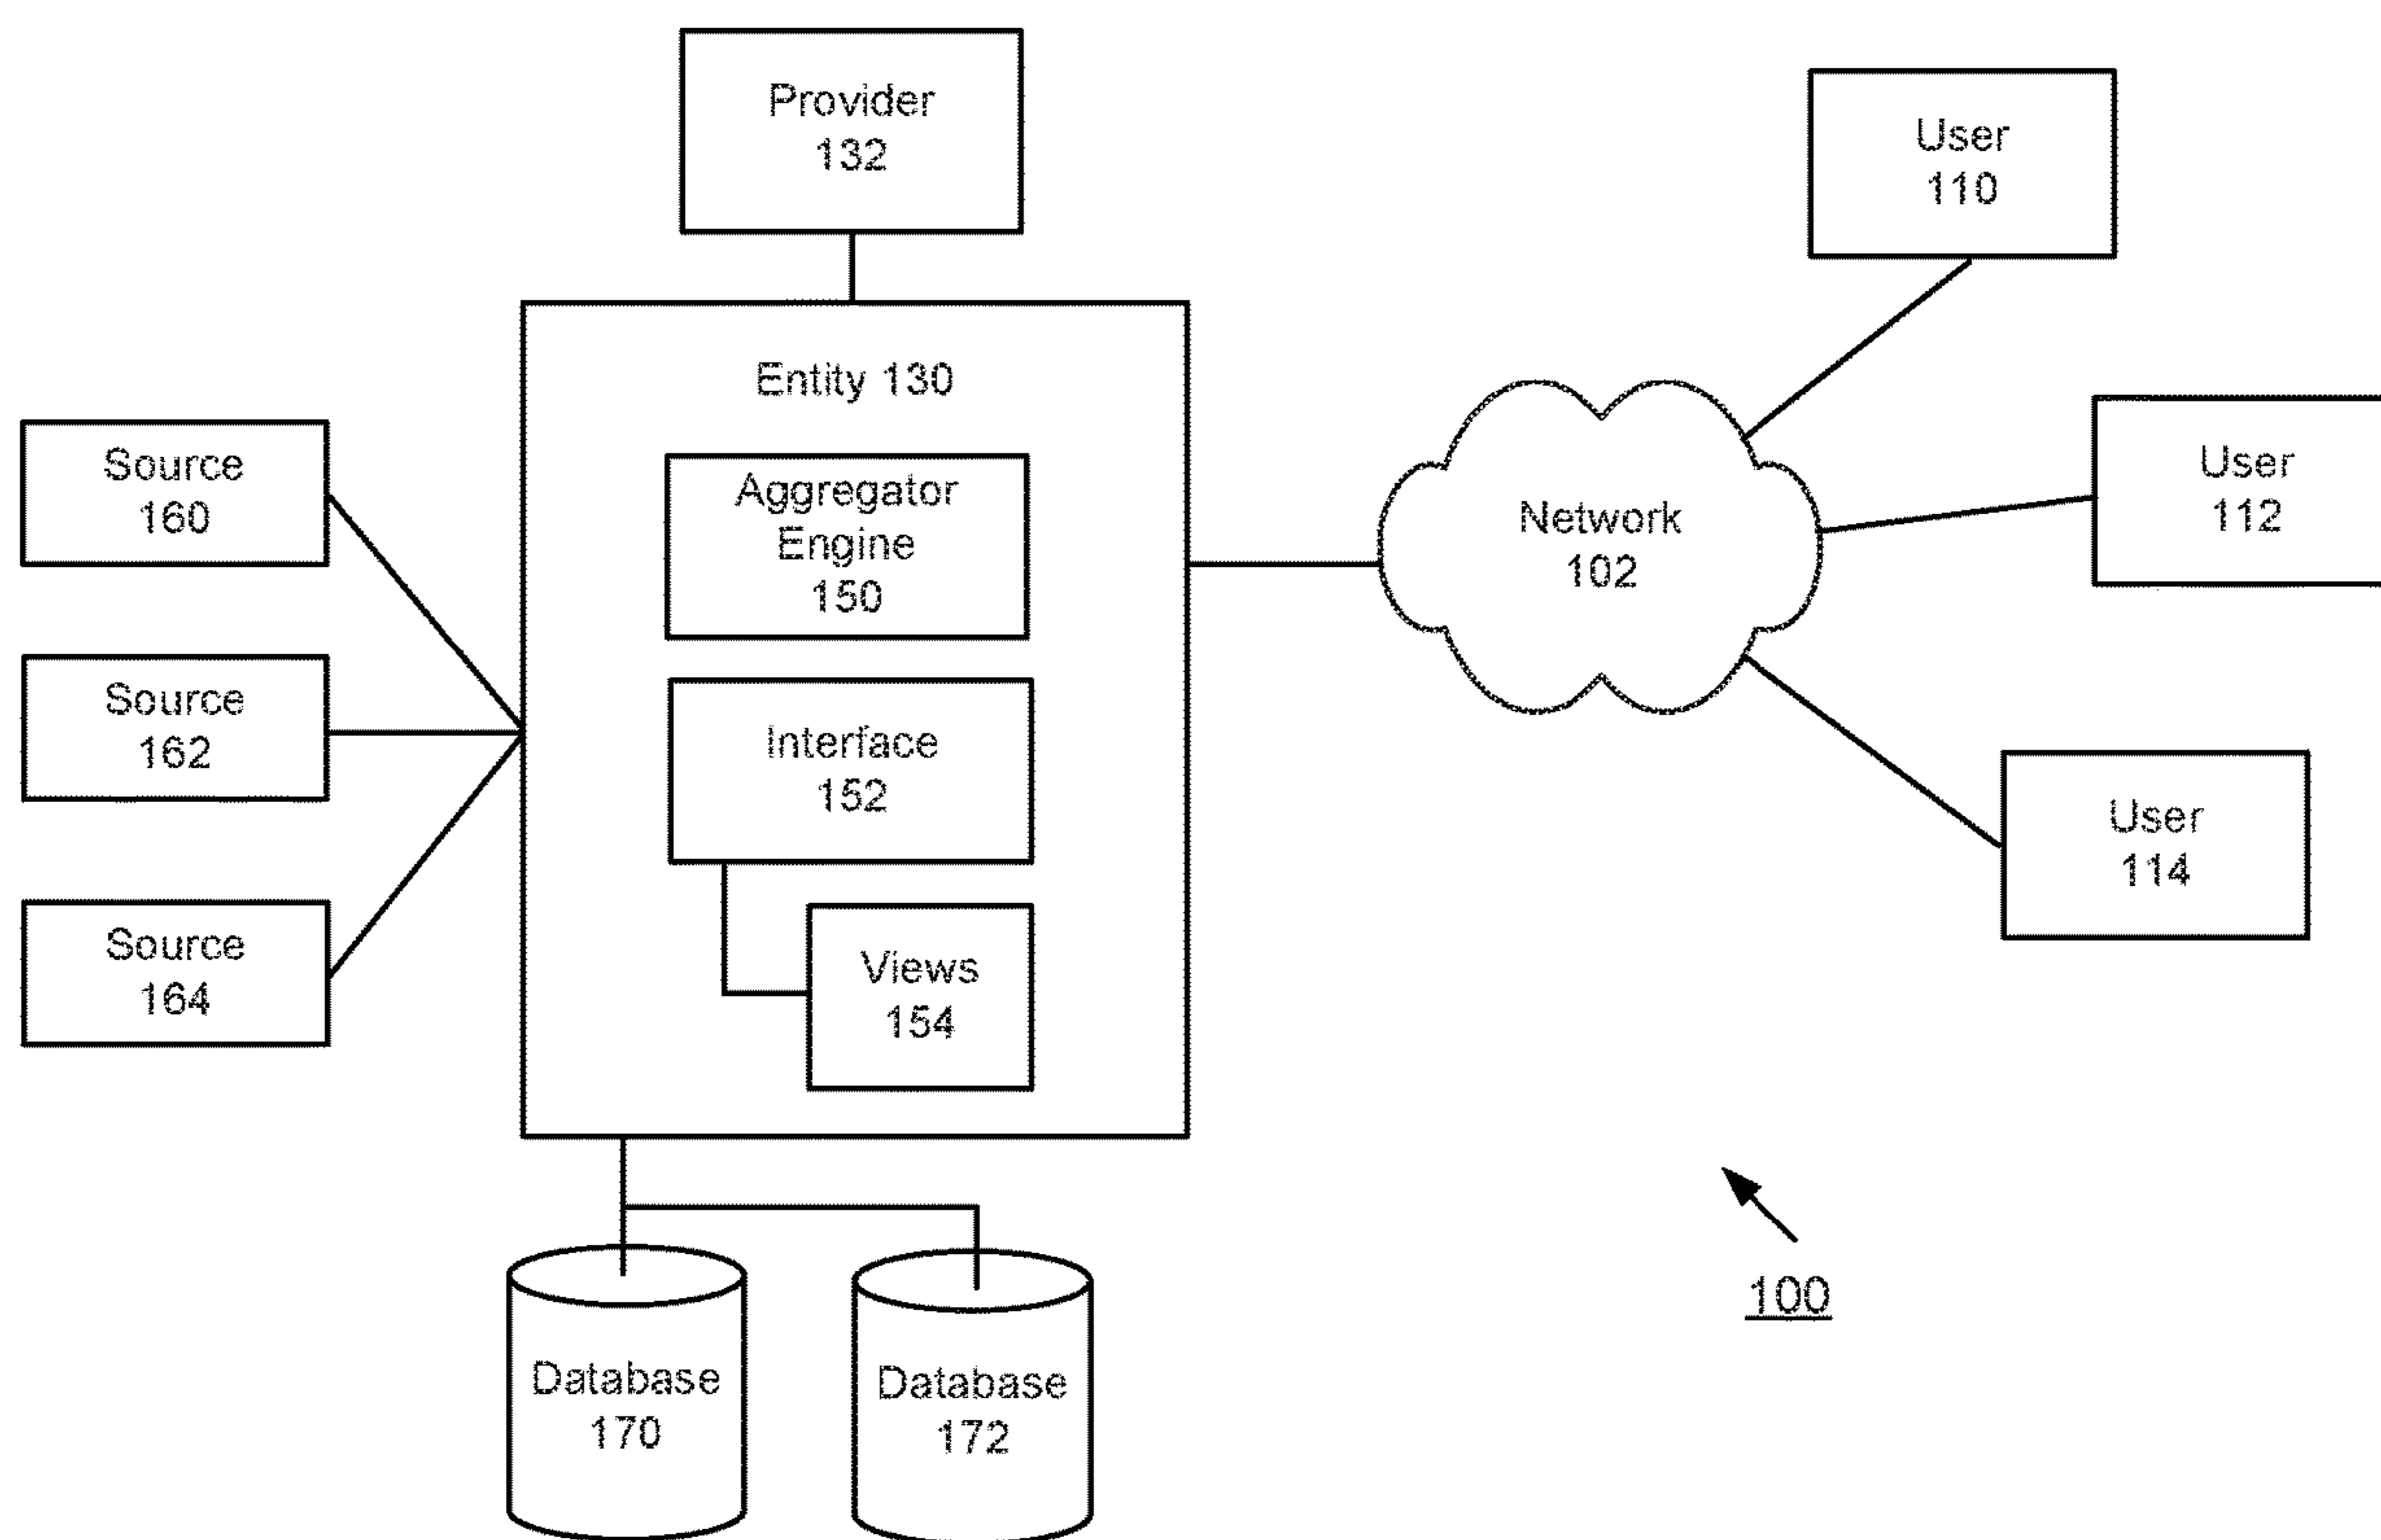 Provider
132
User
110
Entity 130
Source
160
Aggregator
Engine
150
Network
102
User
112
Source
162
Interface
152
User
114
Source
164
Views
154
100
Database
170
Database
172